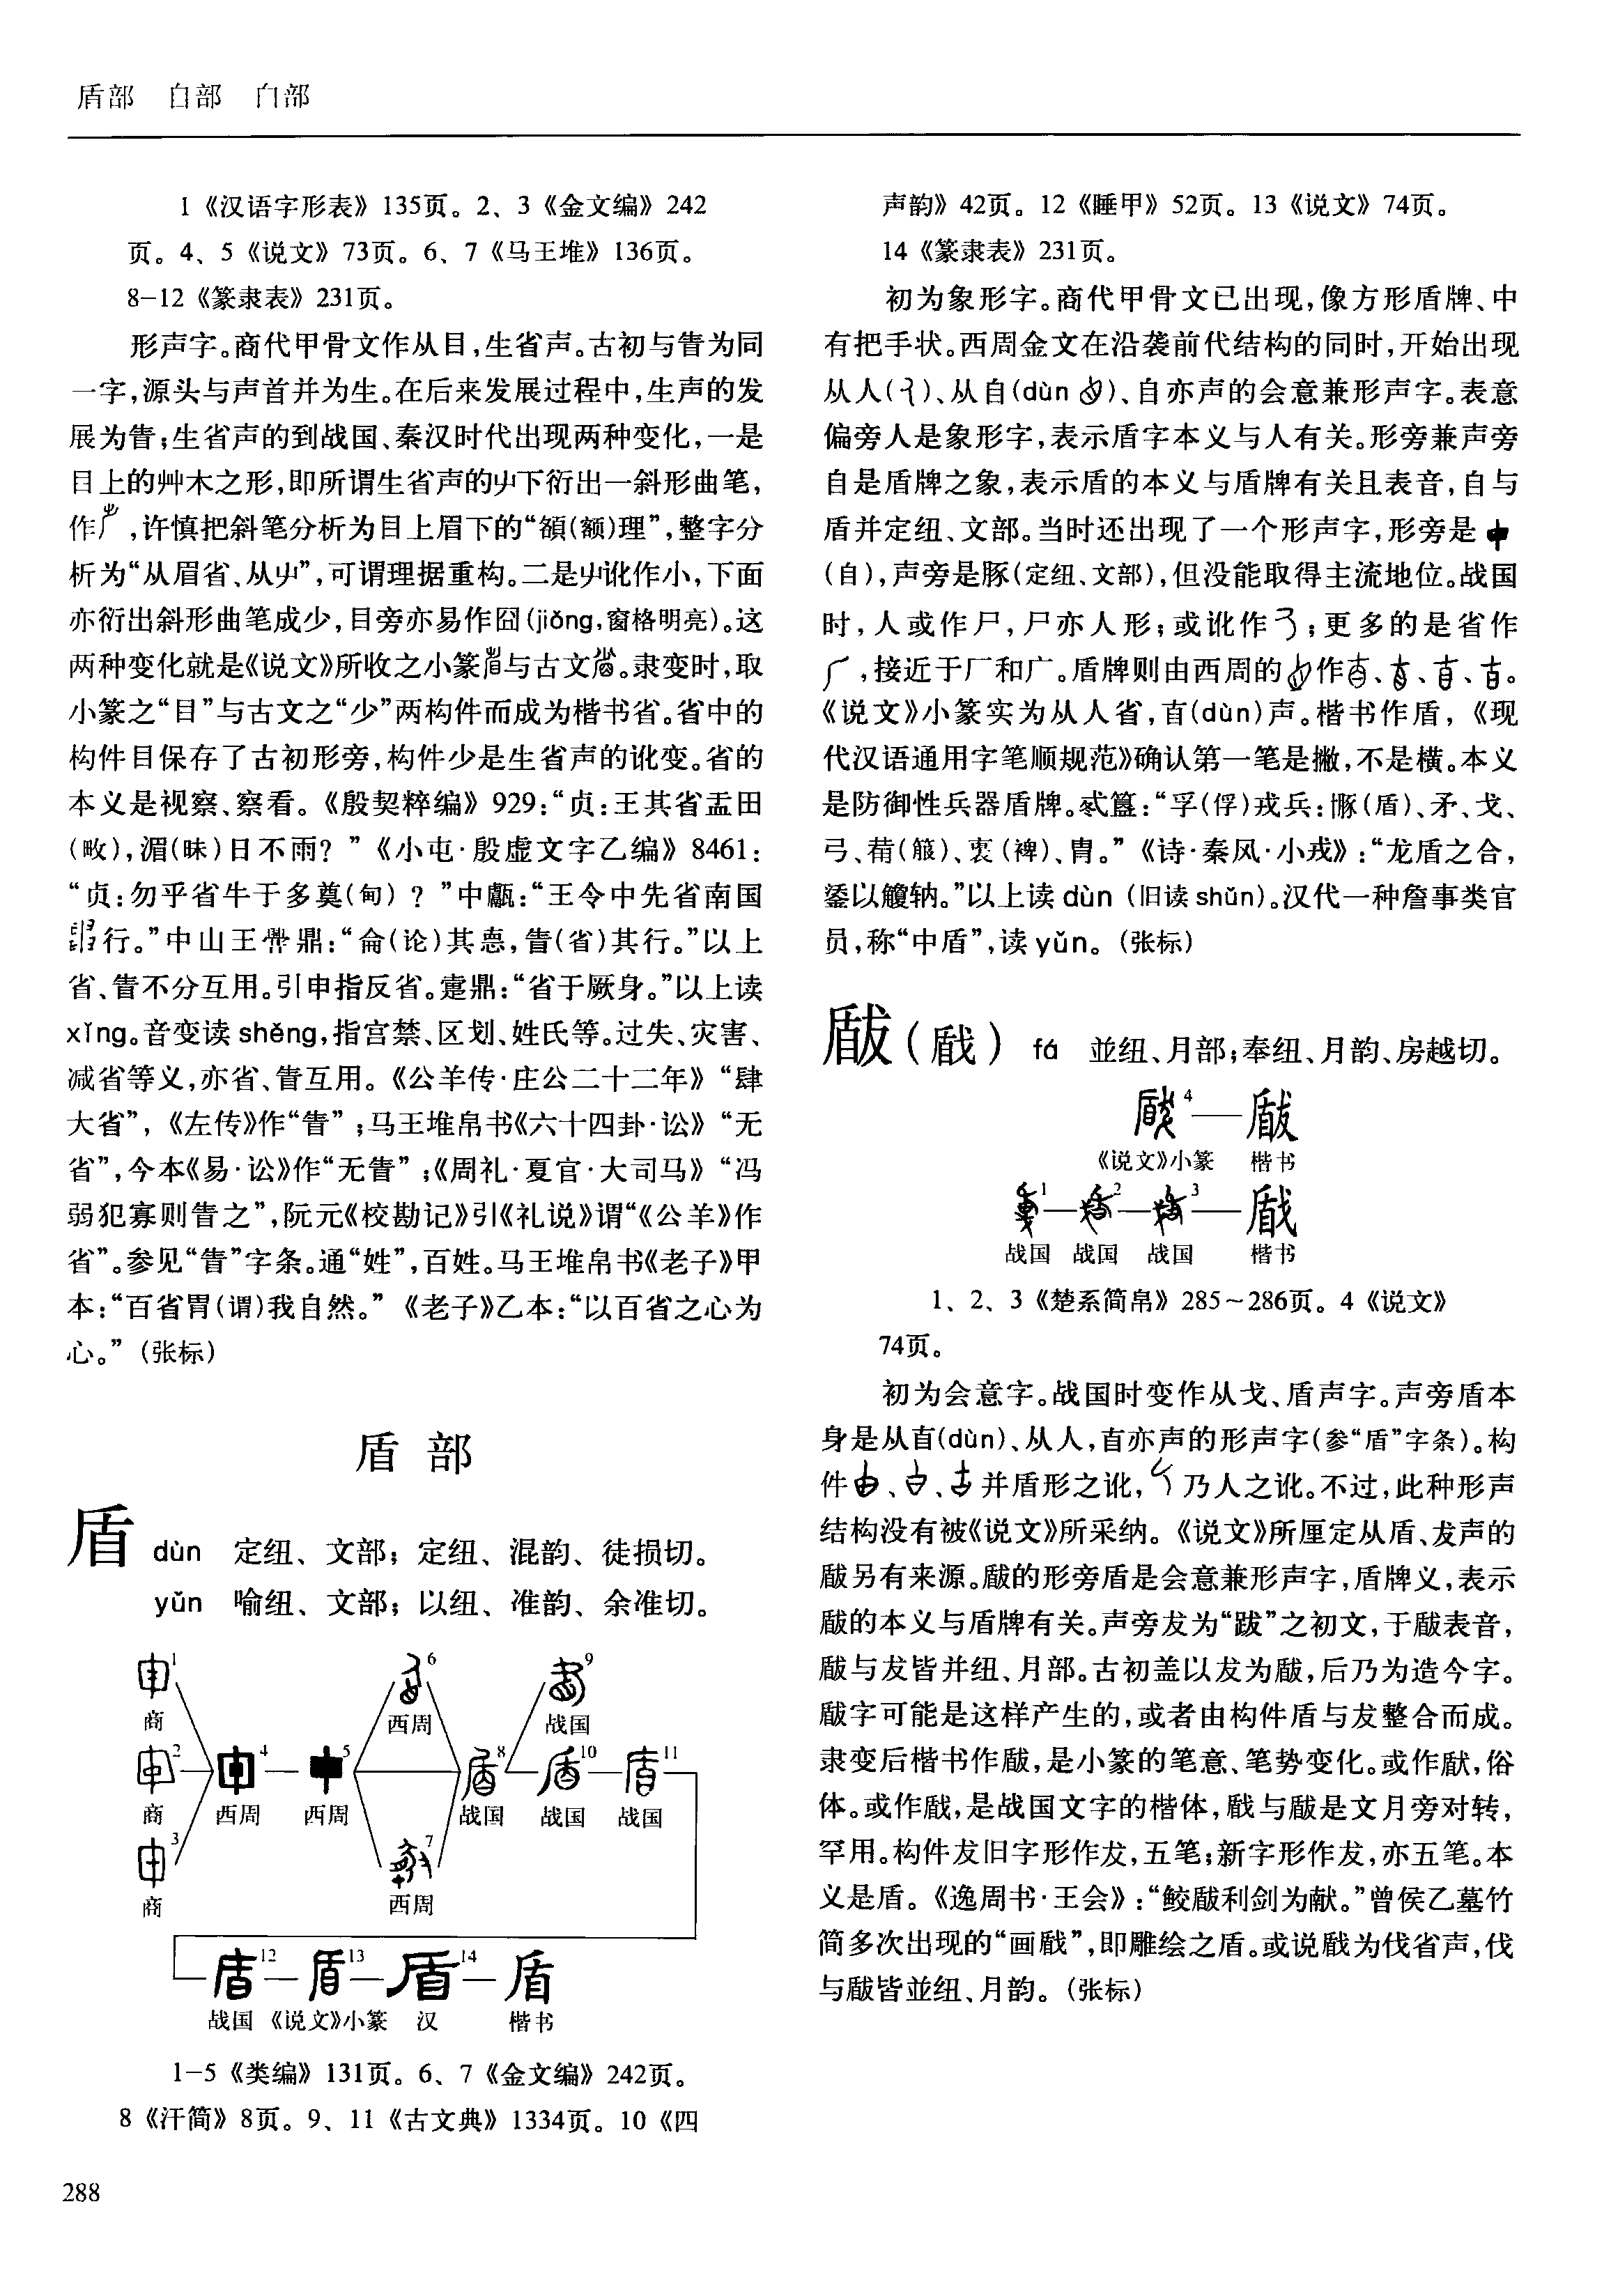 盾部　白部　白部
1《汉语字形表》135页。2、3《金文编》242
页。4、5《说文》73页。6、7《马王堆》136页。
8-12《篆隶表》231页。
形声字。商代甲骨文作从目,生省声。古初与眚为同
一字,源头与声首并为生。在后来发展过程中,生声的发
展为眚;生省声的到战国、秦汉时代出现两种变化,一是
目上的艸木之形,即所谓生省声的屮下衍出一斜形曲笔,
作,许慎把斜笔分析为目上眉下的“頟(额)理”,整字分
析为“从眉省、从屮”,可谓理据重构。二是屮讹作小,下面
亦衍出斜形曲笔成少,目旁亦易作囧(jiǒng,窗格明亮)。这
两种变化就是《说文》所收之小篆与古文。隶变时,取
小篆之“目”与古文之“少”两构件而成为楷书省。省中的
构件目保存了古初形旁,构件少是生省声的讹变。省的
本义是视察、察看。《殷契粹编》929:“贞:王其省盂田
(畋),湄(昧)日不雨？”《小屯·殷虚文字乙编》8461:
“贞:勿乎省牛于多奠(甸)？”中甗:“王令中先省南国
行。”中山王鼎:“侖(论)其悳,眚(省)其行。”以上
省、眚不分互用。引申指反省。鼎:“省于厥身。”以上读
xǐng。音变读shěng,指宫禁、区划、姓氏等。过失、灾害、
减省等义,亦省、眚互用。《公羊传·庄公二十二年》“肆
大省”,《左传》作“眚”;马王堆帛书《六十四卦·讼》“无
省”,今本《易·讼》作“无眚”;《周礼·夏官·大司马》“冯
弱犯寡则眚之”,阮元《校勘记》引《礼说》谓“《公羊》作
省”。参见“眚”字条。通“姓”,百姓。马王堆帛书《老子》甲
本:“百省胃(谓)我自然。”《老子》乙本:“以百省之心为
心。”(张标)
盾 部
盾 dùn 定纽、文部；定纽、混韵、徒损切。
yǔn 喻纽、文部；以纽、准韵、余准切。
1 6 9
商 西周 战国
2 4 5 8 10 11
商 西周 西周 战国 战国 战国
3 7
商 西周
12 13 14 盾
战国 《说文》小篆 汉 楷书
1-5《类编》131页。6、7《金文编》242页。
8《汗简》8页。9、11《古文典》1334页。10《四
声韵》42页。12《睡甲》52页。13《说文》74页。
14《篆隶表》231页。
初为象形字。商代甲骨文已出现,像方形盾牌、中
有把手状。西周金文在沿袭前代结构的同时,开始出现
从人()、从自(dùn )、自亦声的会意兼形声字。表意
偏旁人是象形字,表示盾字本义与人有关。形旁兼声旁
自是盾牌之象,表示盾的本义与盾牌有关且表音,自与
盾并定纽、文部。当时还出现了一个形声字,形旁是
(自),声旁是豚(定纽、文部),但没能取得主流地位。战国
时,人或作尸,尸亦人形;或讹作;更多的是省作
,接近于厂和广。盾牌则由西周的作、、、。
《说文》小篆实为从人省,(dùn)声。楷书作盾,《现
代汉语通用字笔顺规范》确认第一笔是撇,不是横。本义
是防御性兵器盾牌。簋:“孚(俘)戎兵:(盾)、矛、戈、
弓、(箙)、(裨)、冑。”《诗·秦风·小戎》:“龙盾之合,
鋈以觼軜。”以上读dùn(旧读shǔn)。汉代一种詹事类官
员,称“中盾”,读yǔn。(张标)
瞂() fá 並纽、月部;奉纽、月韵、房越切。
4 — 瞂
《说文》小篆 楷书
1 2 3
战国 战国 战国 楷书
1、2、3《楚系简帛》285~286页。4《说文》
74页。
初为会意字。战国时变作从戈、盾声字。声旁盾本
身是从(dùn)、从人,亦声的形声字(参“盾”字条)。构
件、、并盾形之讹,乃人之讹。不过,此种形声
结构没有被《说文》所采纳。《说文》所厘定从盾、犮声的
瞂另有来源。瞂的形旁盾是会意兼形声字,盾牌义,表示
瞂的本义与盾牌有关。声旁犮为“跋”之初文,于瞂表音,
瞂与犮皆并纽、月部。古初盖以犮为瞂,后乃为造今字。
瞂字可能是这样产生的,或者由构件盾与犮整合而成。
隶变后楷书作瞂,是小篆的笔意、笔势变化。或作,俗
体。或作,是战国文字的楷体,与瞂是文月旁对转,
罕用。构件犮旧字形作犮,五笔;新字形作犮,亦五笔。本
义是盾。《逸周书·王会》:“鲛瞂利剑为献。”曾侯乙墓竹
简多次出现的“画”,即雕绘之盾。或说为伐省声,伐
与瞂皆並纽、月韵。(张标)
288